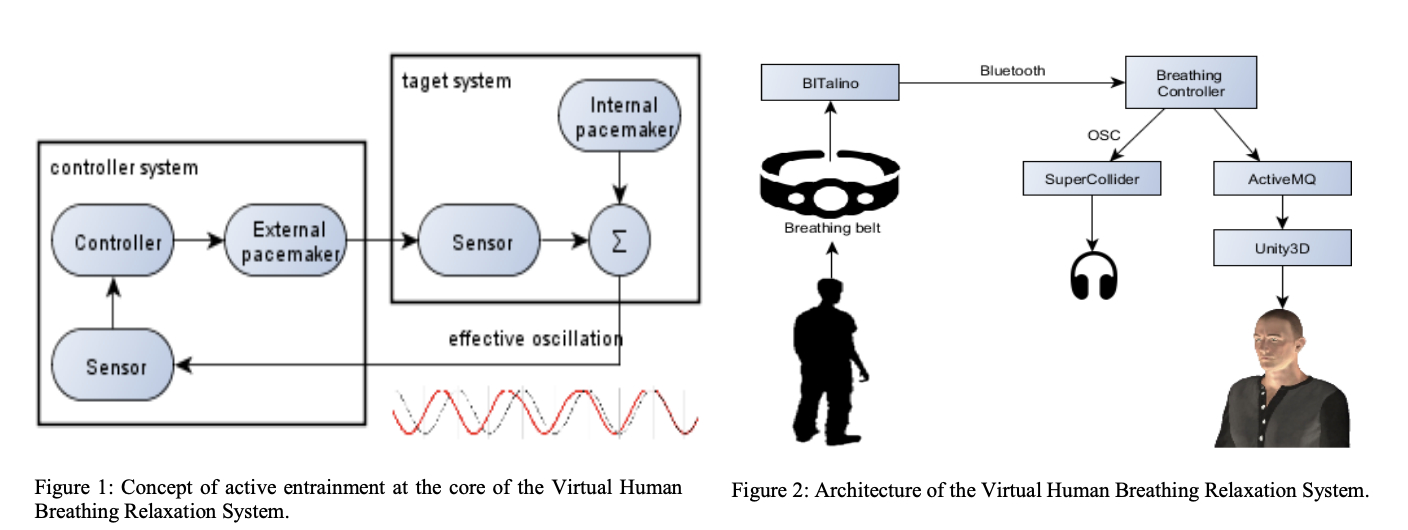 taget system
Internal
pacemaker
controller system
Controller
External
pacemaker
Sensor
Σ
Sensor
effective oscillation
Figure 1: Concept of active entrainment at the core of the Virtual Human
Breathing Relaxation System.
BITalino
Bluetooth
Breathing
Controller
OSC
SuperCollider
ActiveMQ
Breathing belt
Unity3D
Figure 2: Architecture of the Virtual Human Breathing Relaxation System.